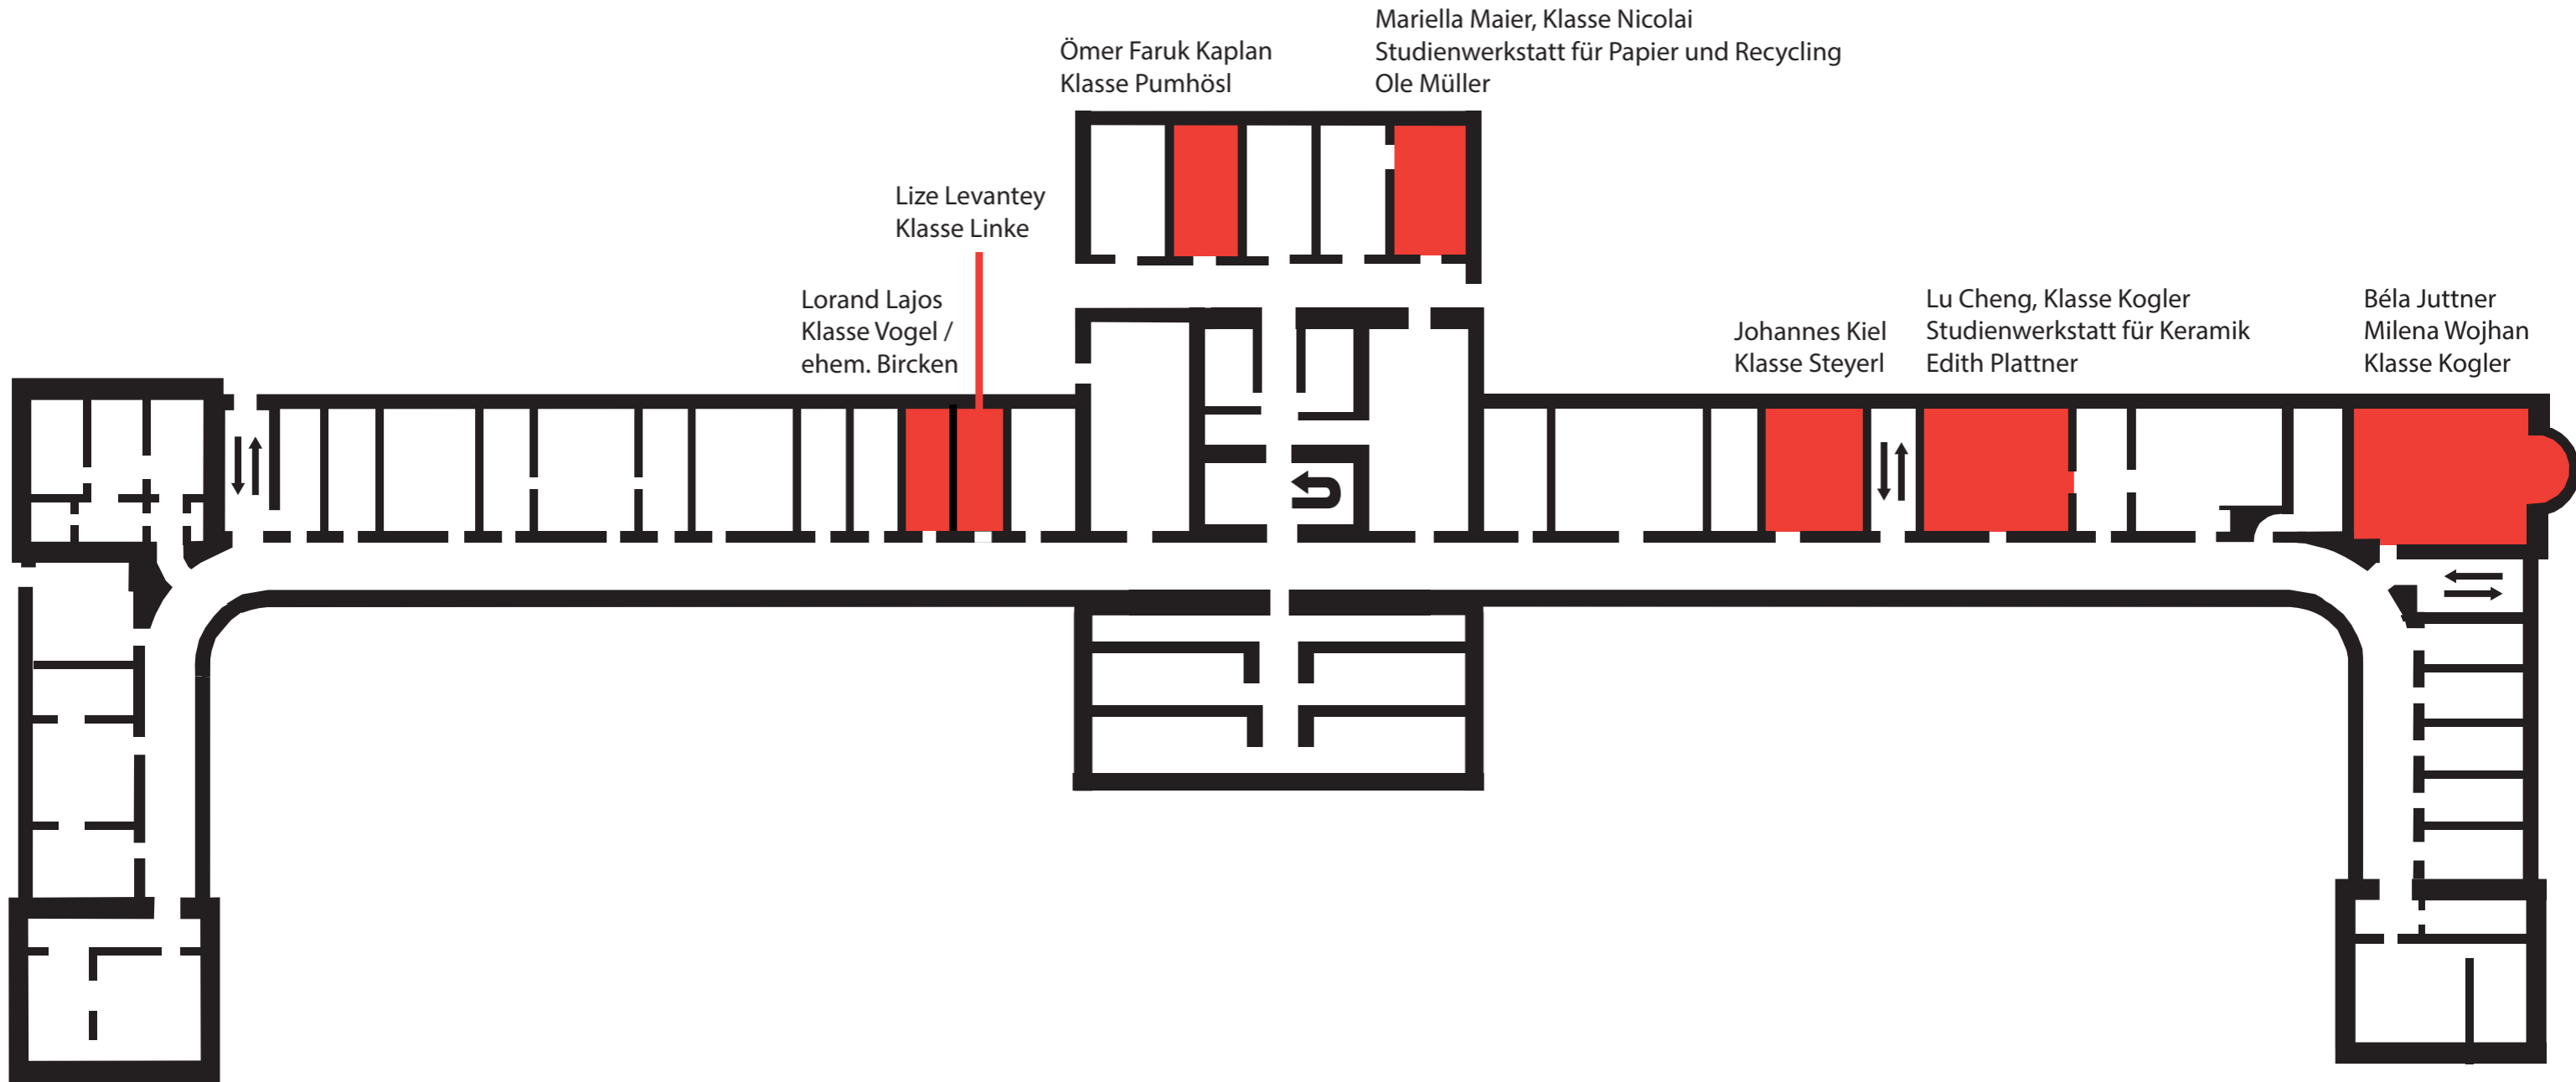 Mariella Maier, Klasse Nicolai
Studienwerkstatt für Papier und Recycling
Ole Müller
Ömer Faruk Kaplan
Klasse Pumhösl
Lize Levantey
Klasse Linke
Lorand Lajos
Klasse Vogel /
ehem. Bircken
Johannes Kiel
Klasse Steyerl
Lu Cheng, Klasse Kogler
Studienwerkstatt für Keramik
Edith Plattner
Béla Juttner
Milena Wojhan
Klasse Kogler